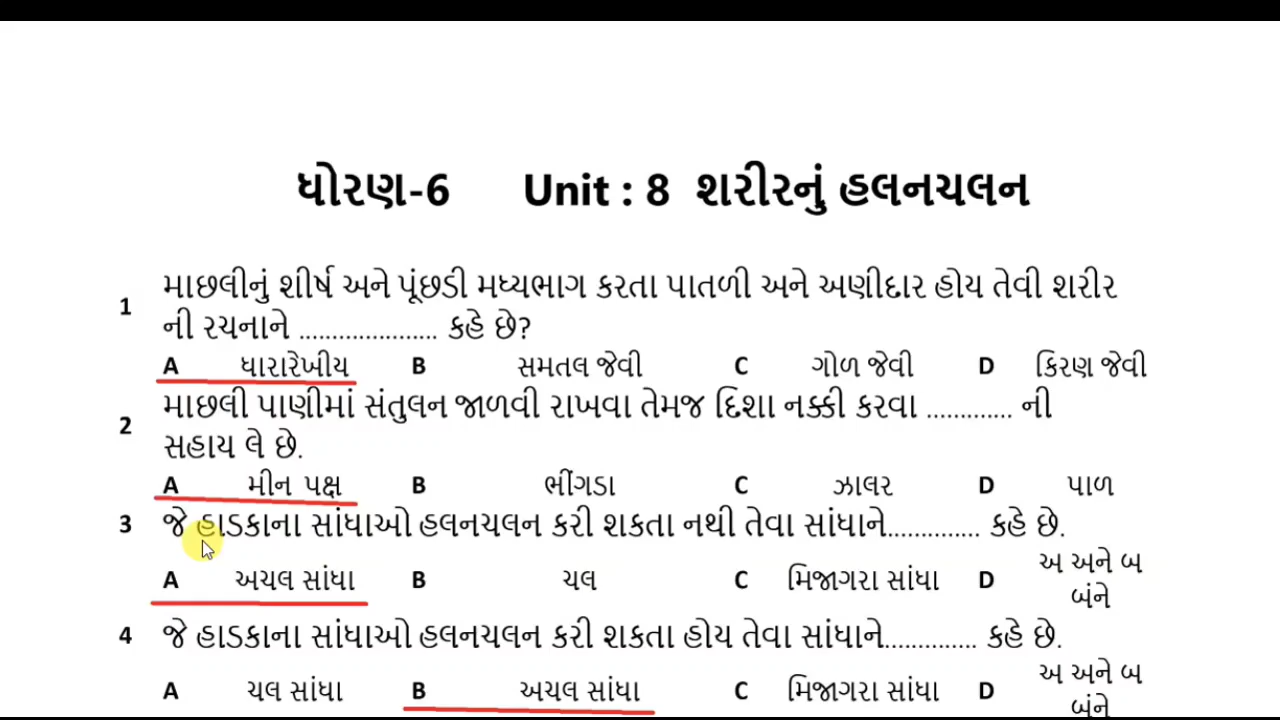 ધોરણ-6 Unit : 8 શરીરનું હલનચલન
1 માછલીનું શીર્ષ અને પૂંછડી મધ્યભાગ કરતા પાતળી અને અણીદાર હોય તેવી શરીર
ની રચનાને ..................... કહે છે?
A ધારારેખીય B સમતલ જેવી C ગોળ જેવી D કિરણ જેવી
2 માછલી પાણીમાં સંતુલન જાળવી રાખવા તેમજ દિશા નક્કી કરવા ............. ની
સહાય લે છે.
A મીન પક્ષ B ભીંગડા C ઝાલર D પાળ
3 જે હાડકાના સાંધાઓ હલનચલન કરી શકતા નથી તેવા સાંધાને.............. કહે છે.
A અચલ સાંધા B ચલ C મિજાગરા સાંધા D અ અને બ
બંને
4 જે હાડકાના સાંધાઓ હલનચલન કરી શકતા હોય તેવા સાંધાને.............. કહે છે.
A ચલ સાંધા B અચલ સાંધા C મિજાગરા સાંધા D અ અને બ
બંને